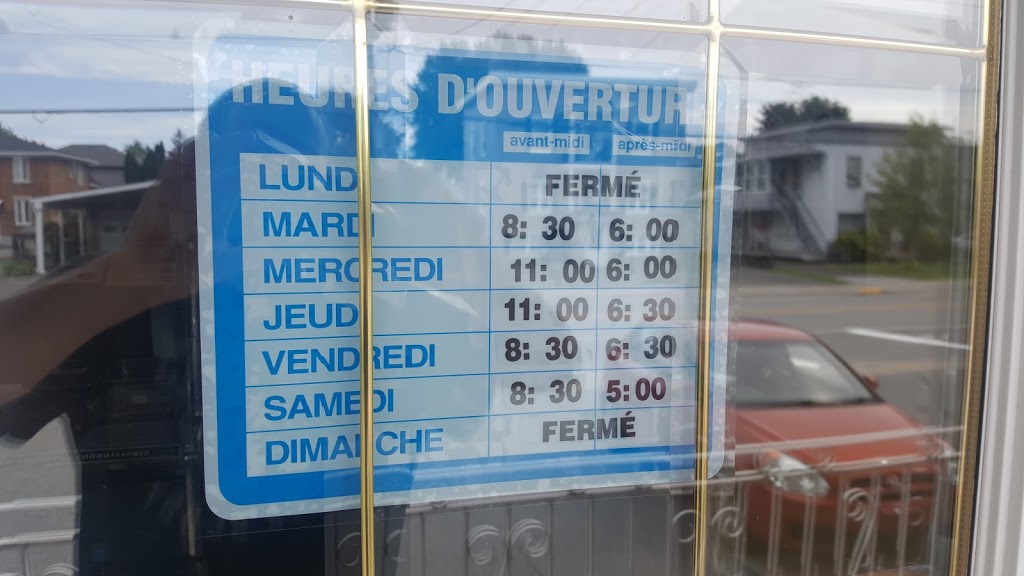 HEURES D'OUVERTURE
avant-midi après-midi
LUNDI FERMÉ
MARDI 8: 30 6: 00
MERCREDI 11: 00 6: 00
JEUDI 11: 00 6: 30
VENDREDI 8: 30 6: 30
SAMEDI 8: 30 5:00
DIMANCHE FERMÉ